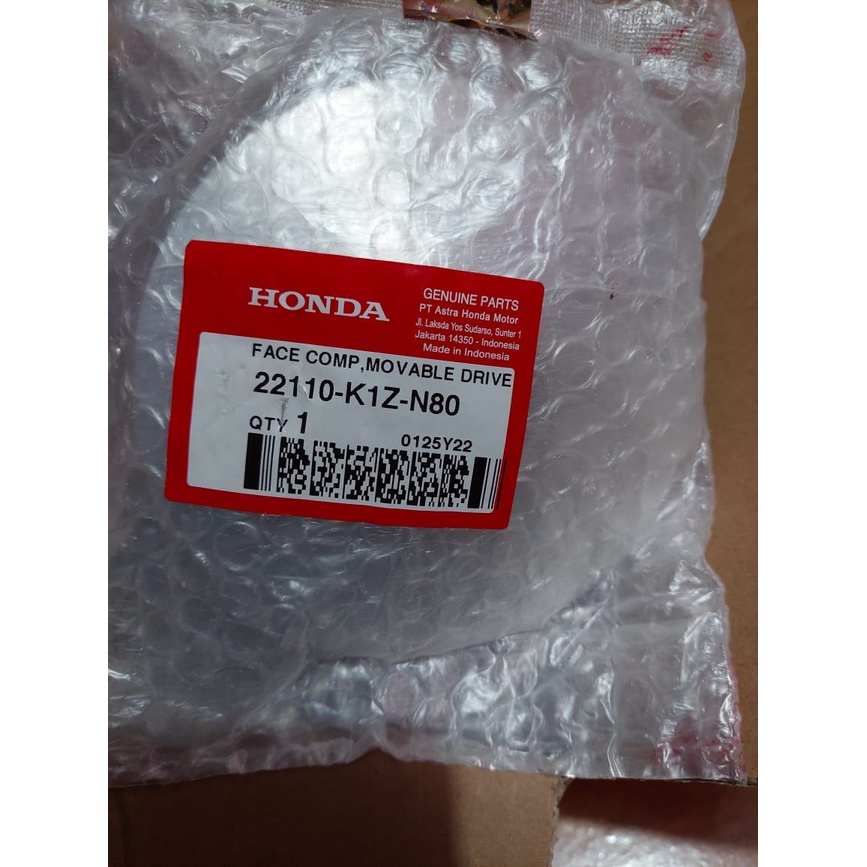 HONDA
GENUINE PARTS
PT Astra Honda Motor
Jl. Laksda Yos Sudarso, Sunter 1
Jakarta 14350 - Indonesia
Made in Indonesia
FACE COMP,MOVABLE DRIVE
22110-K1Z-N80
QTY 1
0125Y22